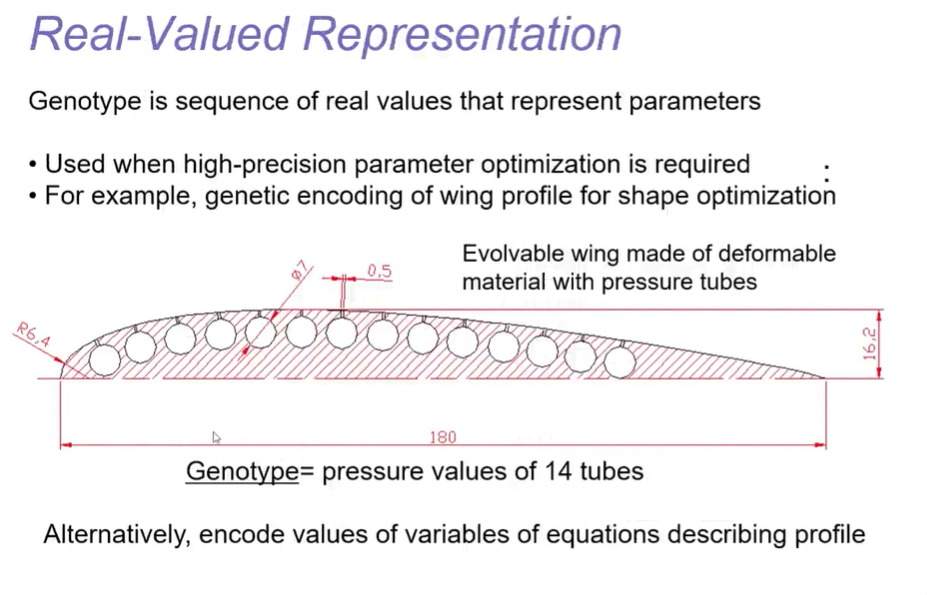 Real-Valued Representation
Genotype is sequence of real values that represent parameters
• Used when high-precision parameter optimization is required
:
• For example, genetic encoding of wing profile for shape optimization
Evolvable wing made of deformable
material with pressure tubes
ø7
0,5
R6,4
16,2
180
Genotype= pressure values of 14 tubes
Alternatively, encode values of variables of equations describing profile